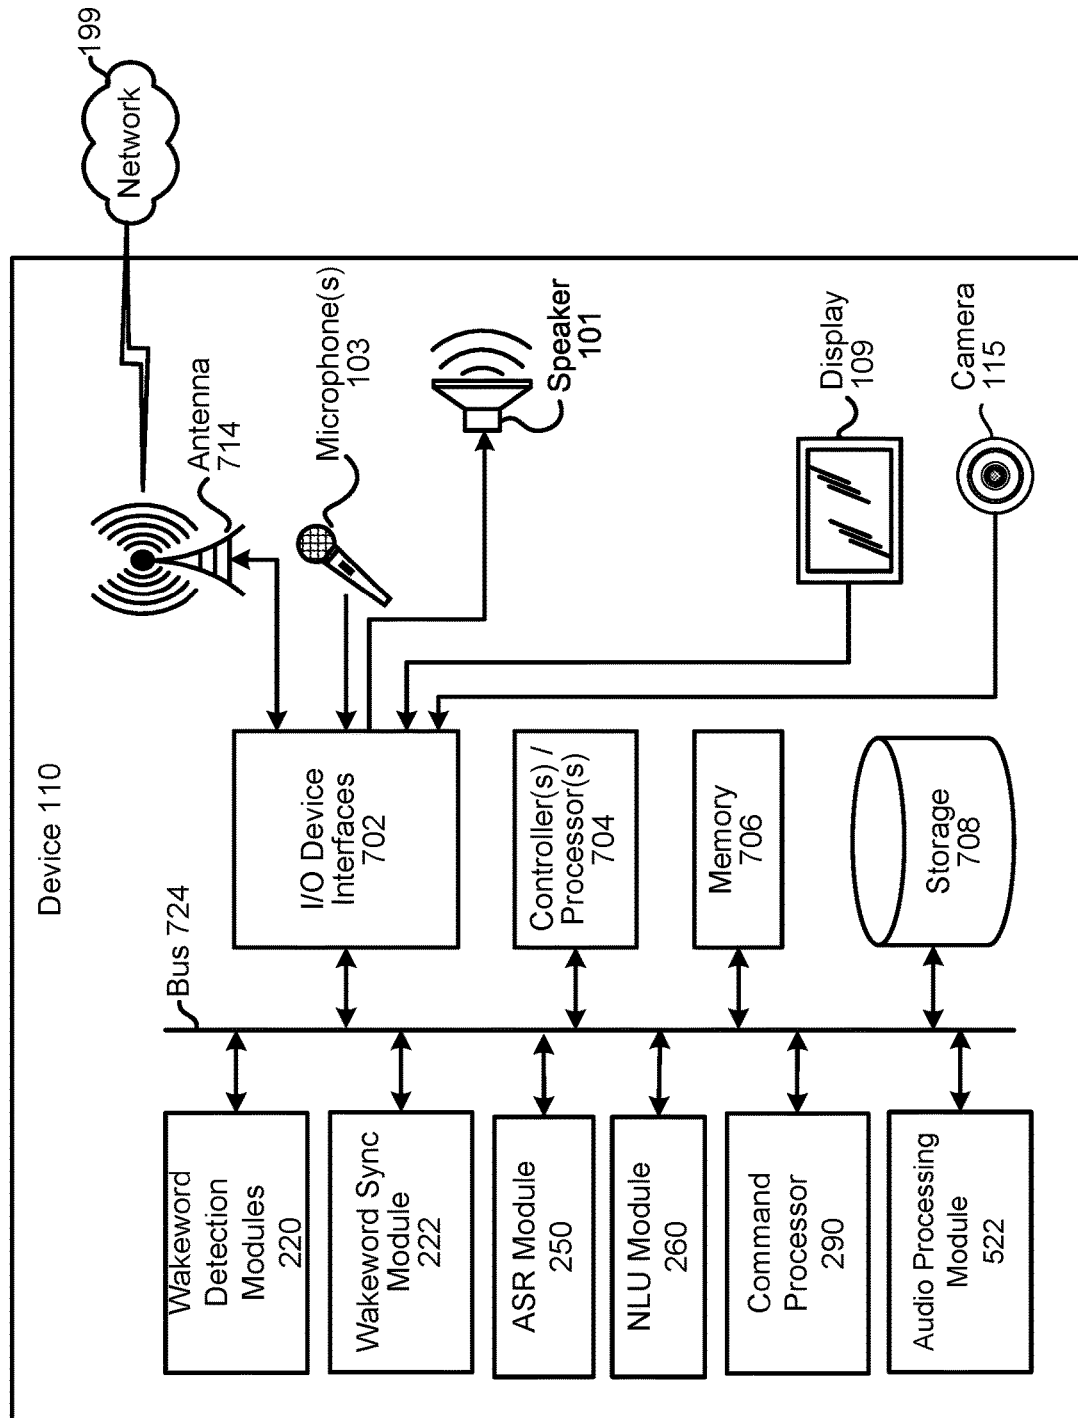 Device 110
Bus 724
Wakeword
Detection
Modules
220
Wakeword Sync
Module
222
ASR Module
250
NLU Module
260
Command
Processor
290
Audio Processing
Module
522
I/O Device
Interfaces
702
Controller(s) /
Processor(s)
704
Memory
706
Storage
708
Antenna
714
Microphone(s)
103
Speaker
101
Display
109
Camera
115
Network
199